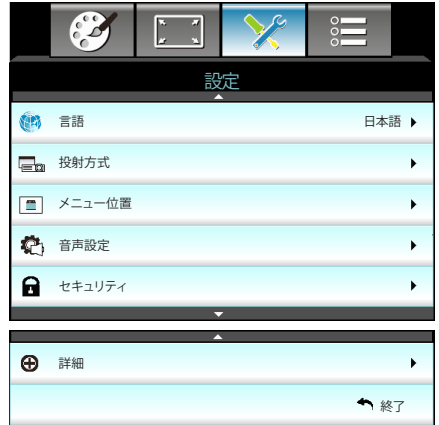 設定
言語 日本語
投射方式
メニュー位置
音声設定
セキュリティ
詳細
終了